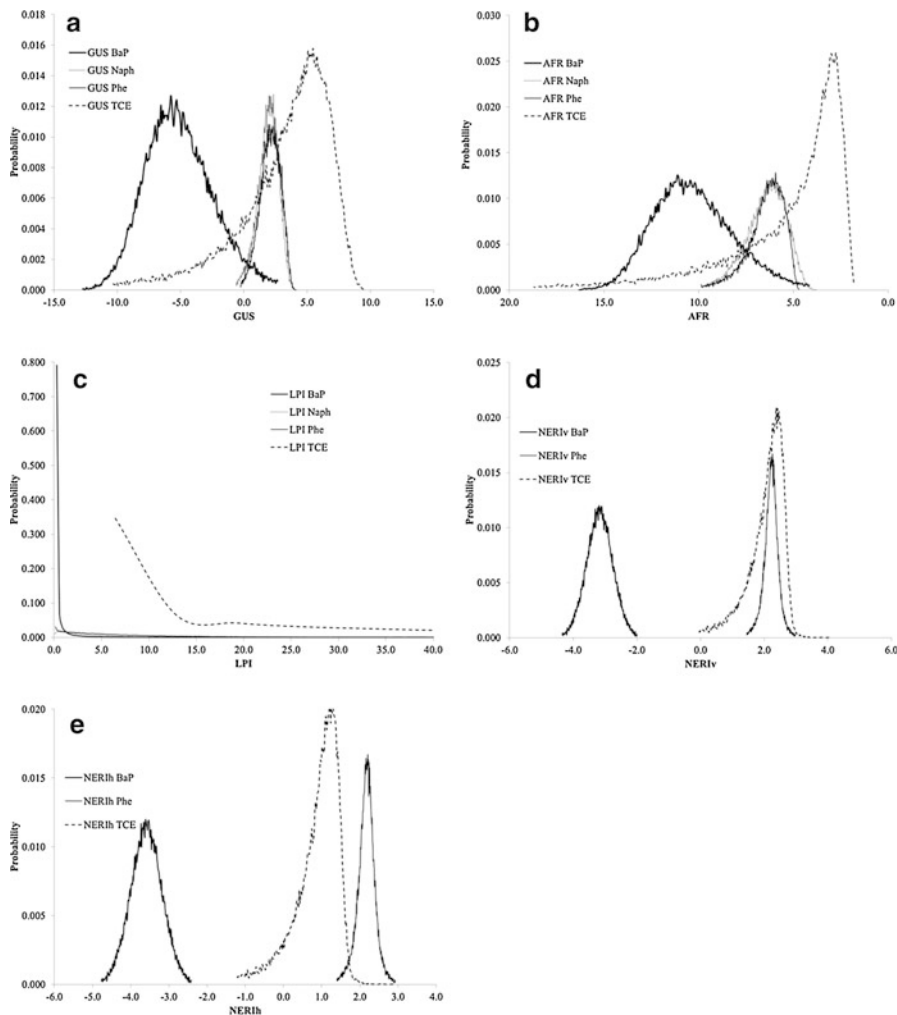 a
0.018
0.016
0.014
0.012
0.010
0.008
0.006
0.004
0.002
0.000
Probability
GUS BaP
GUS Naph
GUS Phe
GUS TCE
-15.0 -10.0 -5.0 0.0 5.0 10.0 15.0
GUS
b
0.030
0.025
0.020
0.015
0.010
0.005
0.000
Probability
AFR BaP
AFR Naph
AFR Phe
AFR TCE
20.0 15.0 10.0 5.0 0.0
AFR
c
0.800
0.700
0.600
0.500
0.400
0.300
0.200
0.100
0.000
Probability
LPI BaP
LPI Naph
LPI Phe
LPI TCE
0.0 5.0 10.0 15.0 20.0 25.0 30.0 35.0 40.0
LPI
d
0.025
0.020
0.015
0.010
0.005
0.000
Probability
NERIv BaP
NERIv Phe
NERIv TCE
-6.0 -4.0 -2.0 0.0 2.0 4.0 6.0
NERIv
e
0.020
0.015
0.010
0.005
0.000
Probability
NERIh BaP
NERIh Phe
NERIh TCE
-6.0 -5.0 -4.0 -3.0 -2.0 -1.0 0.0 1.0 2.0 3.0 4.0
NERIh